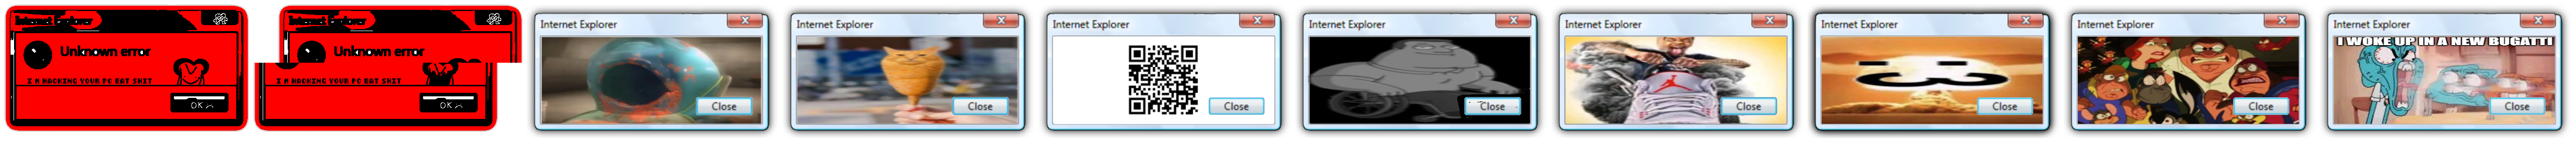 Internet Explorer
Unknown error
I M HACKING YOUR PC EAT SHIT
OK
Internet Explorer
Unknown error
I M HACKING YOUR PC EAT SHIT
OK
Internet Explorer
Close
Internet Explorer
Close
Internet Explorer
Close
Internet Explorer
Close
Internet Explorer
Close
Internet Explorer
Close
Internet Explorer
Close
Internet Explorer
I WOKE UP IN A NEW BUGATTI
Close